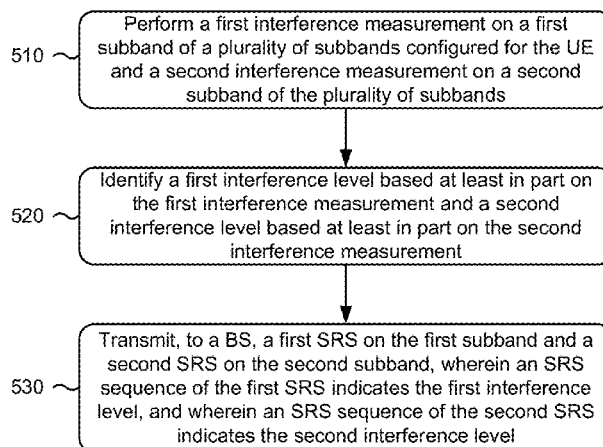 510
Perform a first interference measurement on a first
subband of a plurality of subbands configured for the UE
and a second interference measurement on a second
subband of the plurality of subbands
520
Identify a first interference level based at least in part on
the first interference measurement and a second
interference level based at least in part on the second
interference measurement
530
Transmit, to a BS, a first SRS on the first subband and a
second SRS on the second subband, wherein an SRS
sequence of the first SRS indicates the first interference
level, and wherein an SRS sequence of the second SRS
indicates the second interference level